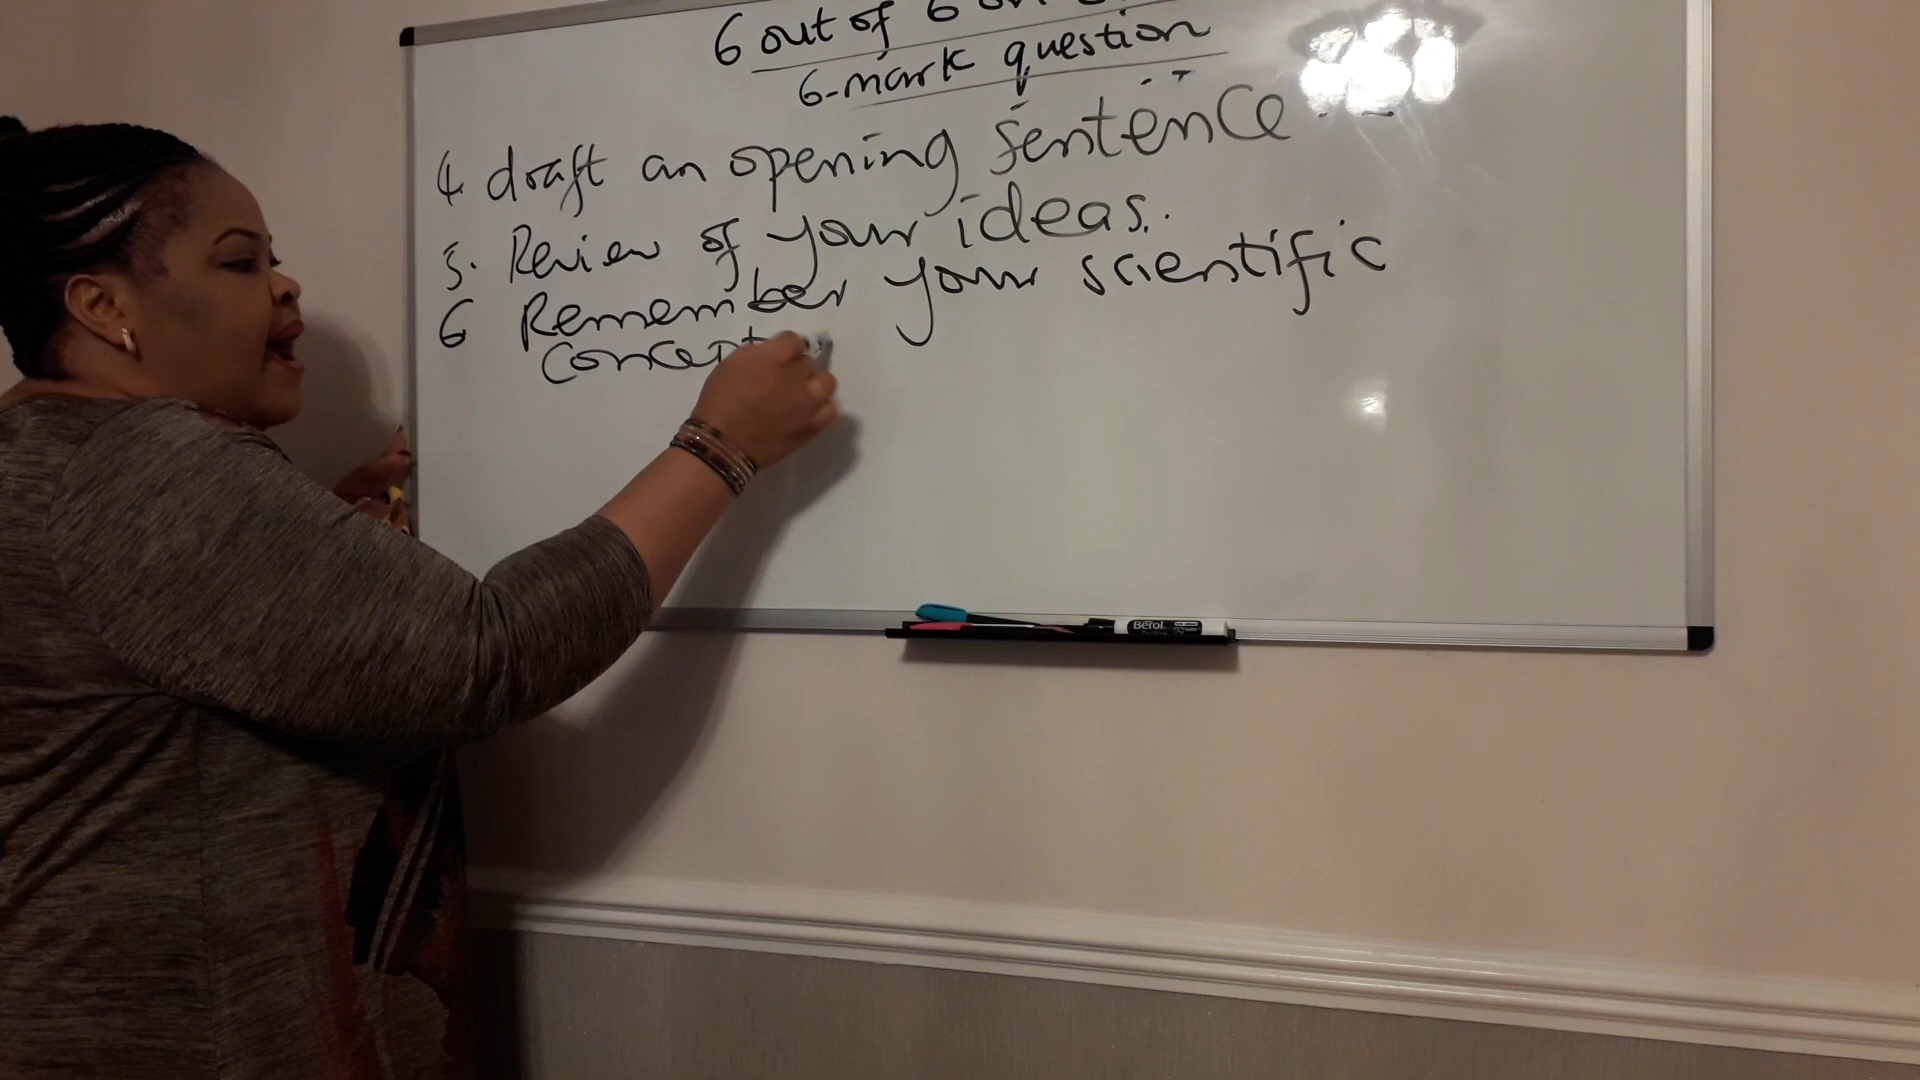 6 out of 6 on
6-mark question
4. draft an opening sentence...
5. Review of your ideas.
6 Remember your scientific
Concept
Berol